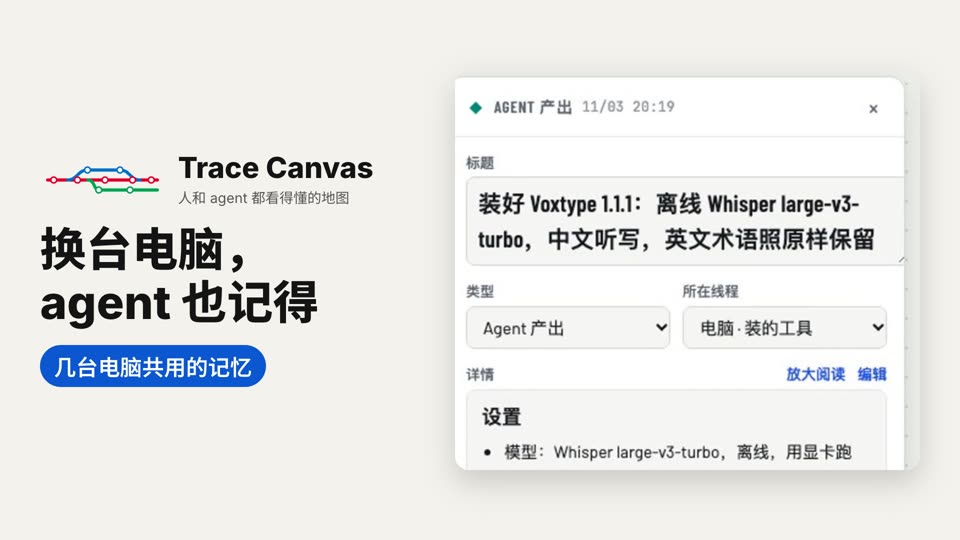 Trace Canvas
人和 agent 都看得懂的地图
换台电脑，
agent 也记得
几台电脑共用的记忆
AGENT 产出 11/03 20:19 ×
标题
装好 Voxtype 1.1.1：离线 Whisper large-v3-
turbo，中文听写，英文术语照原样保留
类型 所在线程
Agent 产出 电脑 · 装的工具
详情 放大阅读 编辑
设置
• 模型：Whisper large-v3-turbo，离线，用显卡跑